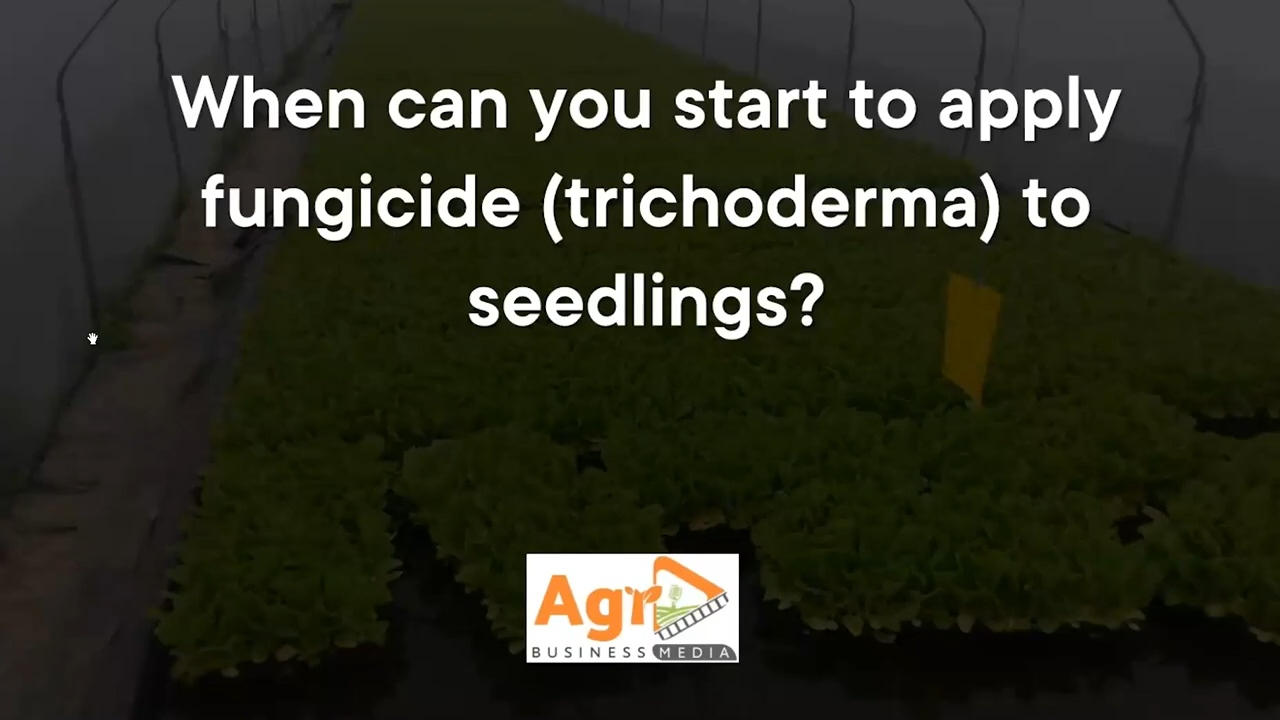 When can you start to apply
fungicide (trichoderma) to
seedlings?
Agri
BUSINESS MEDIA